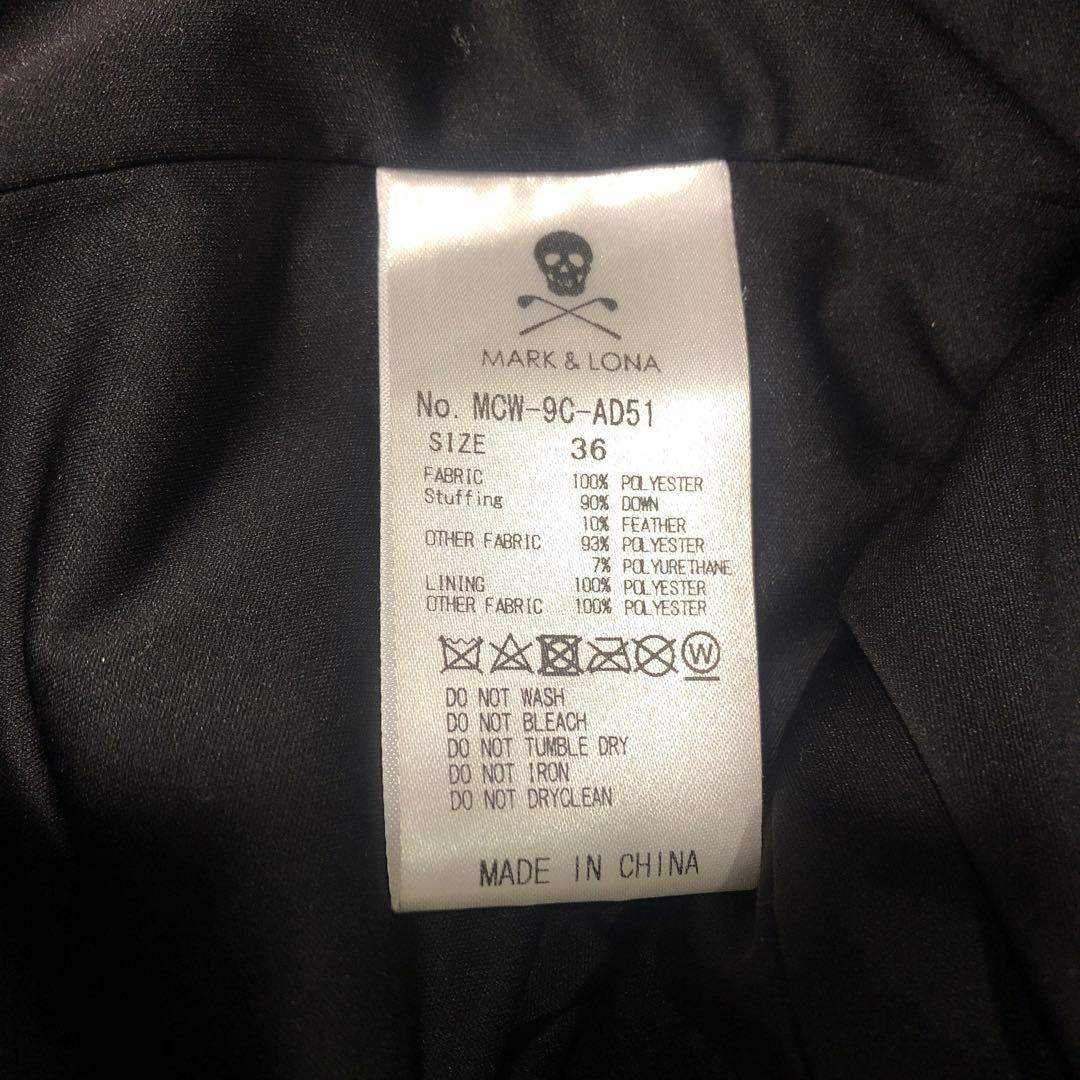 MARK & LONA
No. MCW-9C-AD51
SIZE 36
FABRIC 100% POLYESTER
Stuffing 90% DOWN
10% FEATHER
OTHER FABRIC 93% POLYESTER
7% POLYURETHANE
LINING 100% POLYESTER
OTHER FABRIC 100% POLYESTER
W
DO NOT WASH
DO NOT BLEACH
DO NOT TUMBLE DRY
DO NOT IRON
DO NOT DRYCLEAN
MADE IN CHINA